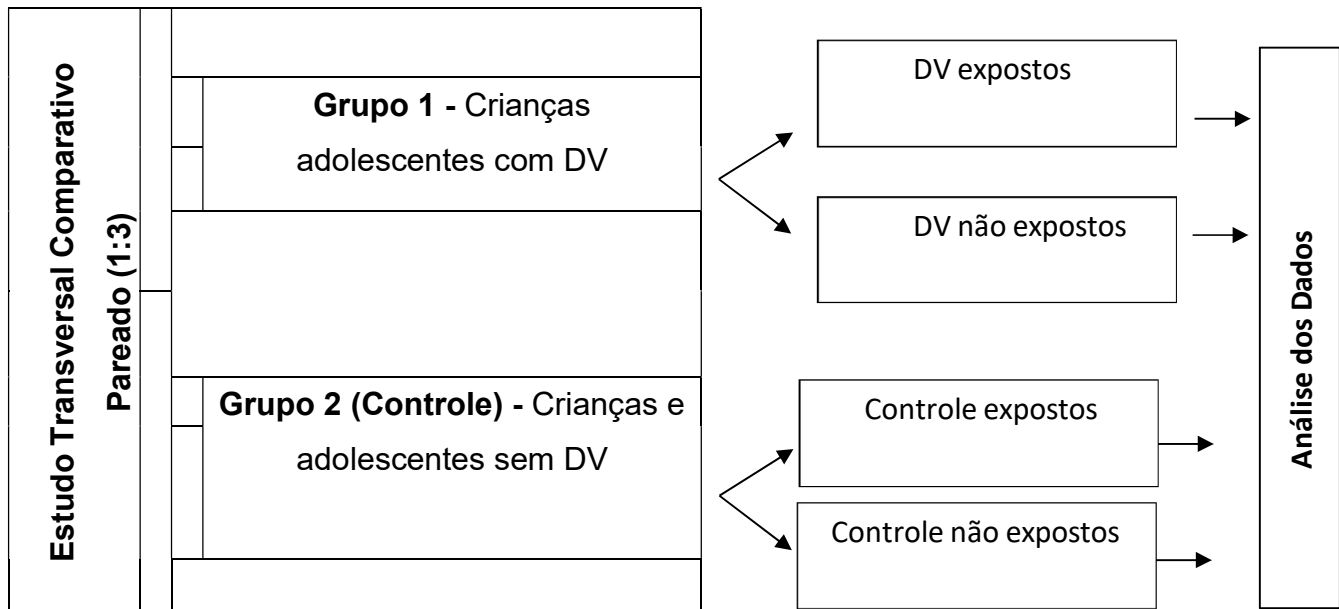 Estudo Transversal Comparativo
Pareado (1:3)
Grupo 1 - Crianças
adolescentes com DV
Grupo 2 (Controle) - Crianças e
adolescentes sem DV
DV expostos
DV não expostos
Controle expostos
Controle não expostos
Análise dos Dados